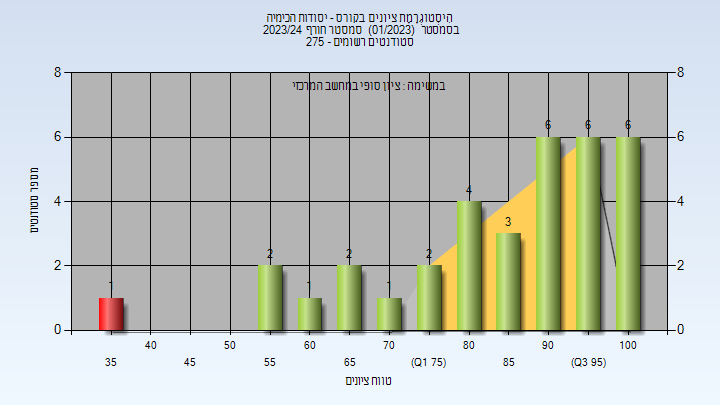 הִיסְטוֹגְרָמַת ציונים בקורס - יסודות הכימיה
בסמסטר (01/2023) סמסטר חורף 2023/24
סטודנטים רשומים - 275
במשימה : ציון סופי במחשב המרכזי
8 8
6 6 6 6 6
4 4 4
3
2 2 2 2 2
1 1 1
0 0
מספר סטודנטים
40 50 60 70 80 90 100
35 45 55 65 (Q1 75) 85 (Q3 95)
טווח ציונים